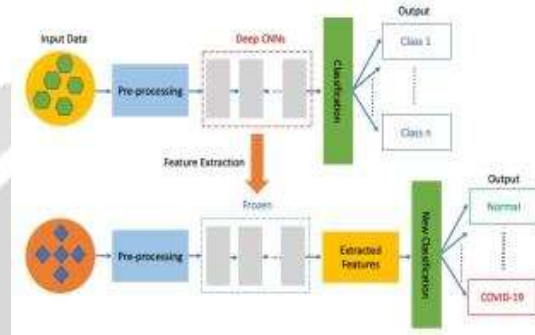 Output
Input Data
Deep CNNs
Class 1
Pre-processing
Classification
Class n
Feature Extraction
Output
Frozen
Normal
Pre-processing
Extracted
Features
New Classification
COVID-19